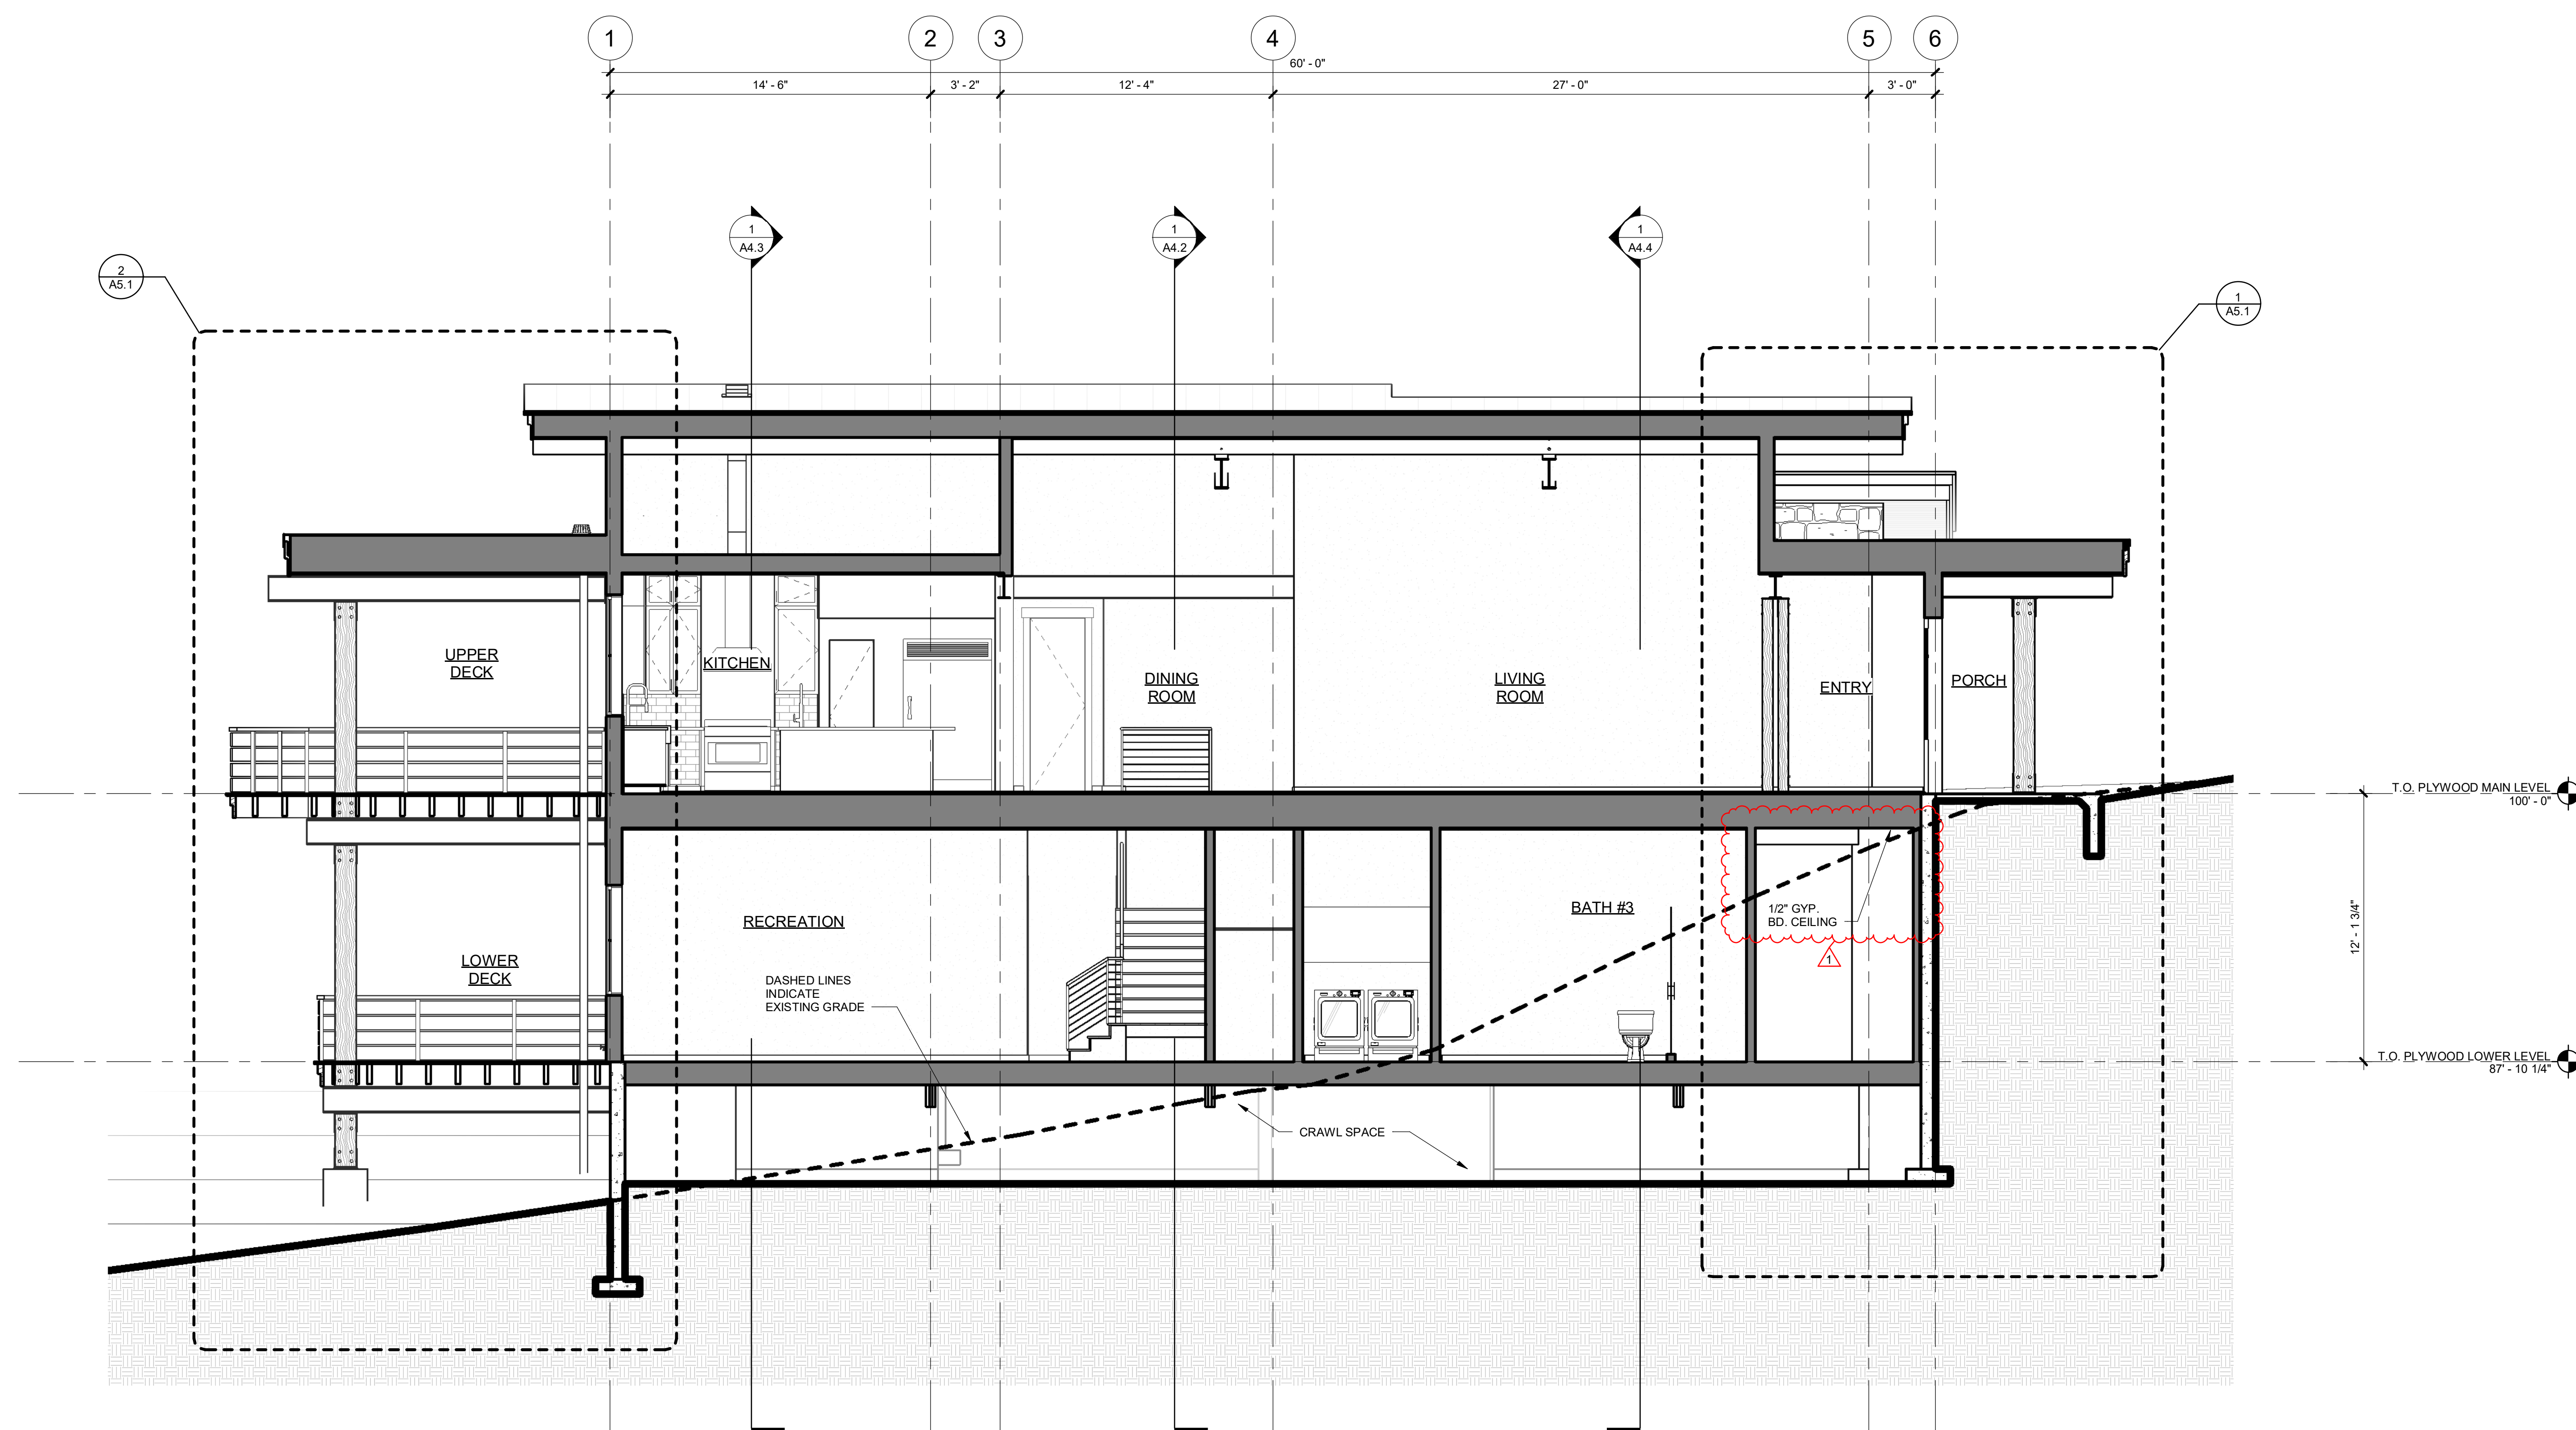 1
2
3
4
5
6
60' - 0"
14' - 6"
3' - 2"
12' - 4"
27' - 0"
3' - 0"
1
A4.3
1
A4.2
1
A4.4
2
A5.1
1
A5.1
UPPER
DECK
KITCHEN
DINING
ROOM
LIVING
ROOM
ENTRY
PORCH
T.O. PLYWOOD MAIN LEVEL
100' - 0"
RECREATION
BATH #3
1/2" GYP.
BD. CEILING
1
12' - 1 3/4"
LOWER
DECK
DASHED LINES
INDICATE
EXISTING GRADE
T.O. PLYWOOD LOWER LEVEL
87' - 10 1/4"
CRAWL SPACE